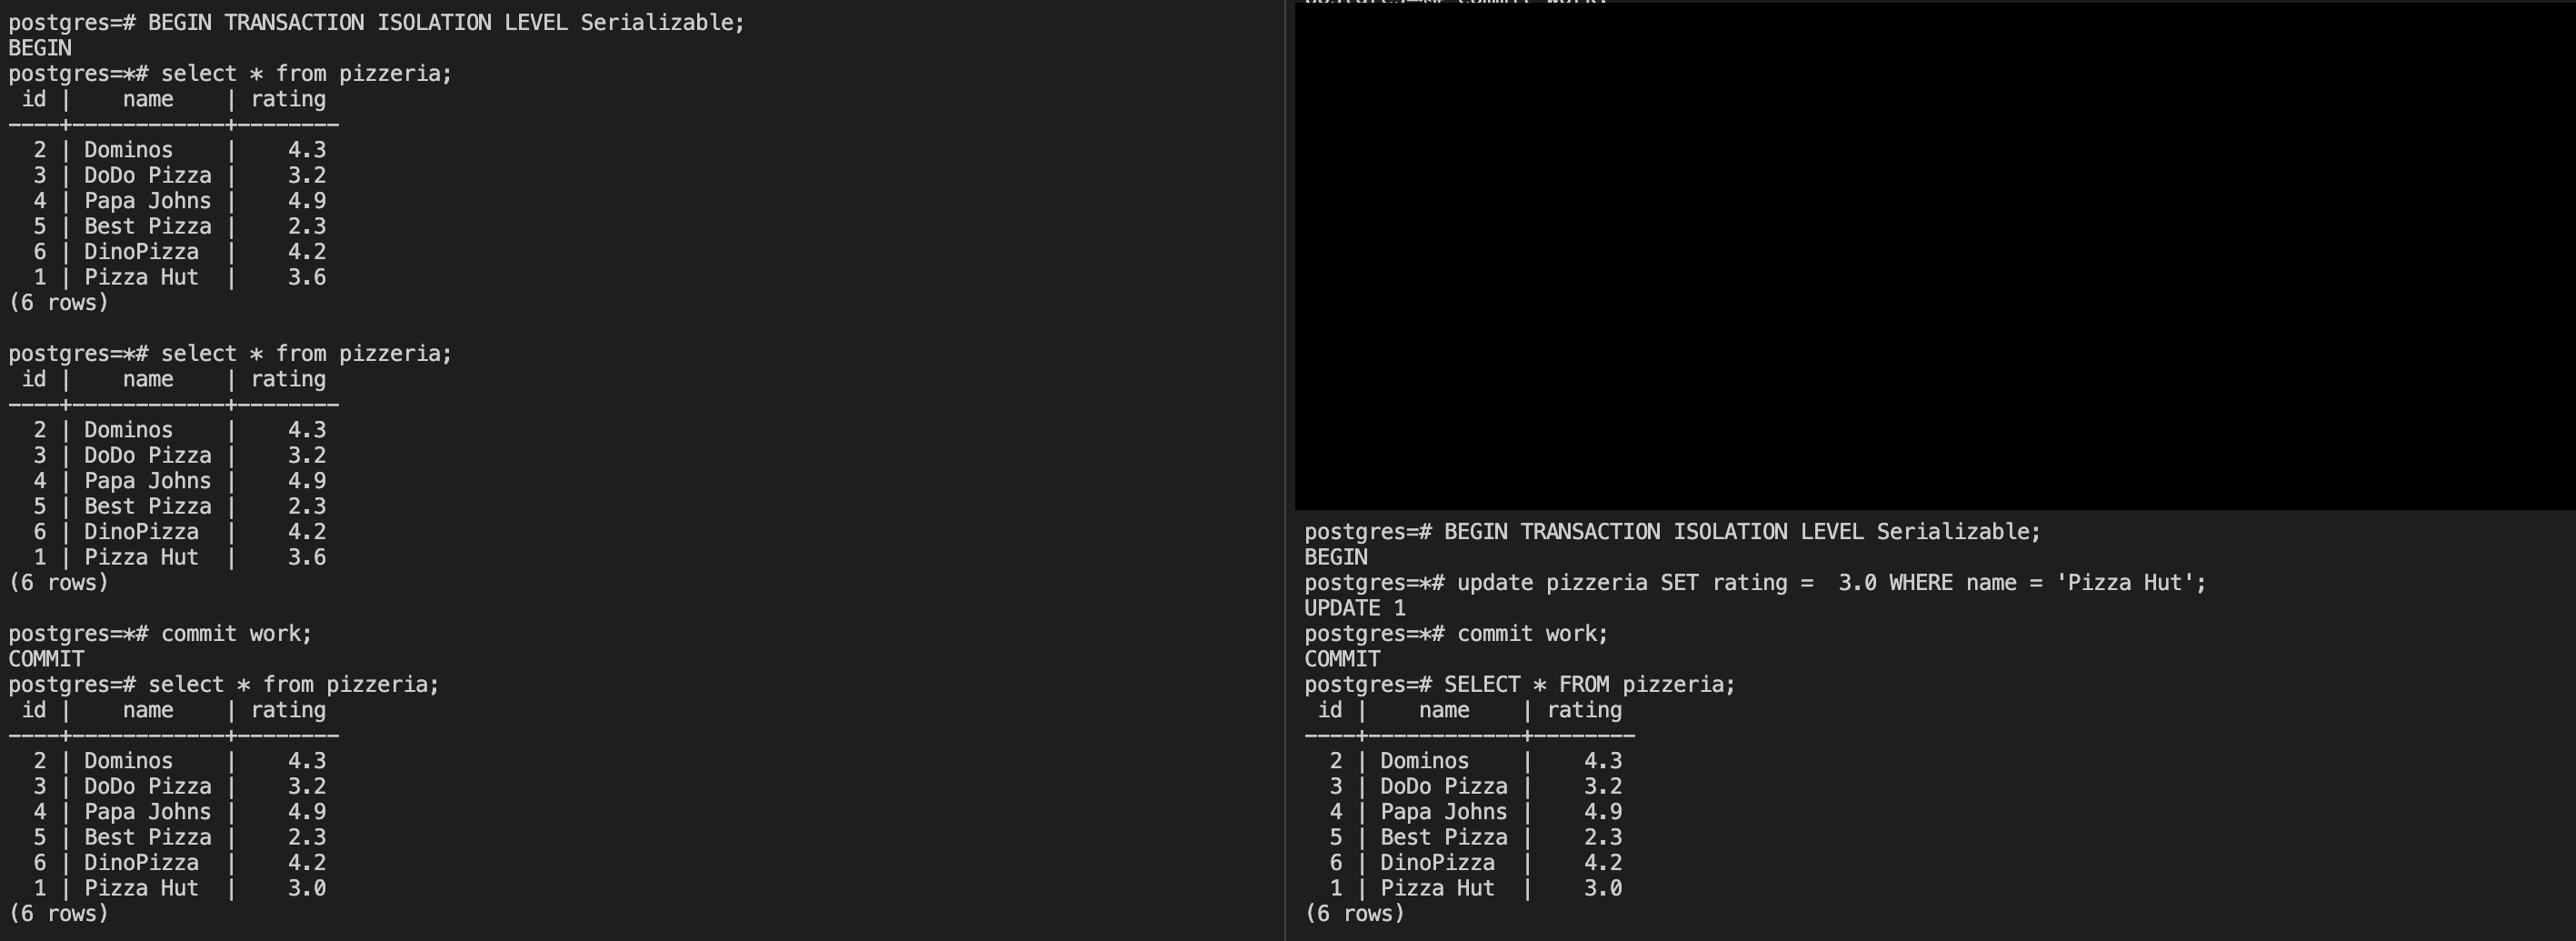 postgres=# BEGIN TRANSACTION ISOLATION LEVEL Serializable;
BEGIN
postgres=*# select * from pizzeria;
 id |    name    | rating
----+------------+--------
  2 | Dominos    |    4.3
  3 | DoDo Pizza |    3.2
  4 | Papa Johns |    4.9
  5 | Best Pizza |    2.3
  6 | DinoPizza  |    4.2
  1 | Pizza Hut  |    3.6
(6 rows)

postgres=*# select * from pizzeria;
 id |    name    | rating
----+------------+--------
  2 | Dominos    |    4.3
  3 | DoDo Pizza |    3.2
  4 | Papa Johns |    4.9
  5 | Best Pizza |    2.3
  6 | DinoPizza  |    4.2
  1 | Pizza Hut  |    3.6
(6 rows)

postgres=*# commit work;
COMMIT
postgres=# select * from pizzeria;
 id |    name    | rating
----+------------+--------
  2 | Dominos    |    4.3
  3 | DoDo Pizza |    3.2
  4 | Papa Johns |    4.9
  5 | Best Pizza |    2.3
  6 | DinoPizza  |    4.2
  1 | Pizza Hut  |    3.0
(6 rows)

postgres=# BEGIN TRANSACTION ISOLATION LEVEL Serializable;
BEGIN
postgres=*# update pizzeria SET rating =  3.0 WHERE name = 'Pizza Hut';
UPDATE 1
postgres=*# commit work;
COMMIT
postgres=# SELECT * FROM pizzeria;
 id |    name    | rating
----+------------+--------
  2 | Dominos    |    4.3
  3 | DoDo Pizza |    3.2
  4 | Papa Johns |    4.9
  5 | Best Pizza |    2.3
  6 | DinoPizza  |    4.2
  1 | Pizza Hut  |    3.0
(6 rows)